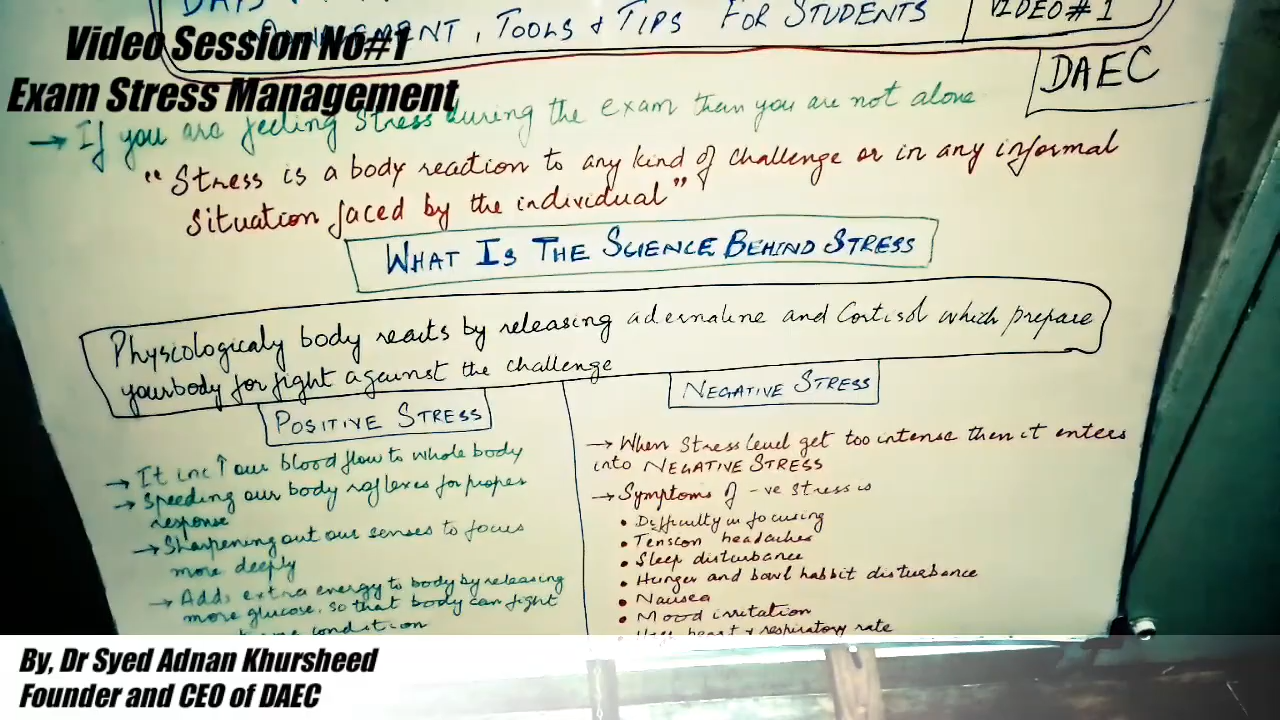 TOOLS & TIPS FOR STUDENTS
VIDEO # 1
Video Session No#1
Exam Stress Management
DAEC
→ If you are feeling stress during the exam than you are not alone
"Stress is a body reaction to any kind of challenge or in any informal
situation faced by the individual"
WHAT IS THE SCIENCE BEHIND STRESS
Physiologicaly body reacts by releasing adernaline and Cortisol which prepare
your body for fight against the challenge
POSITIVE STRESS
→ It inc↑ our blood flow to whole body
→ Speeding our body reflexes for proper
response
→ Sharpening out our senses to focus
more deeply
→ Adds extra energy to body by releasing
more glucose, so that body can fight
condition
NEGATIVE STRESS
→ When stress level get too intense then it enters
into NEGATIVE STRESS
→ Symptoms of -ve stress is
• Difficulty in focusing
• Tension headaches
• Sleep disturbance
• Hunger and bowl habbit disturbance
• Nausea
• Mood irritation
heart & respiratory rate
By, Dr Syed Adnan Khursheed
Founder and CEO of DAEC